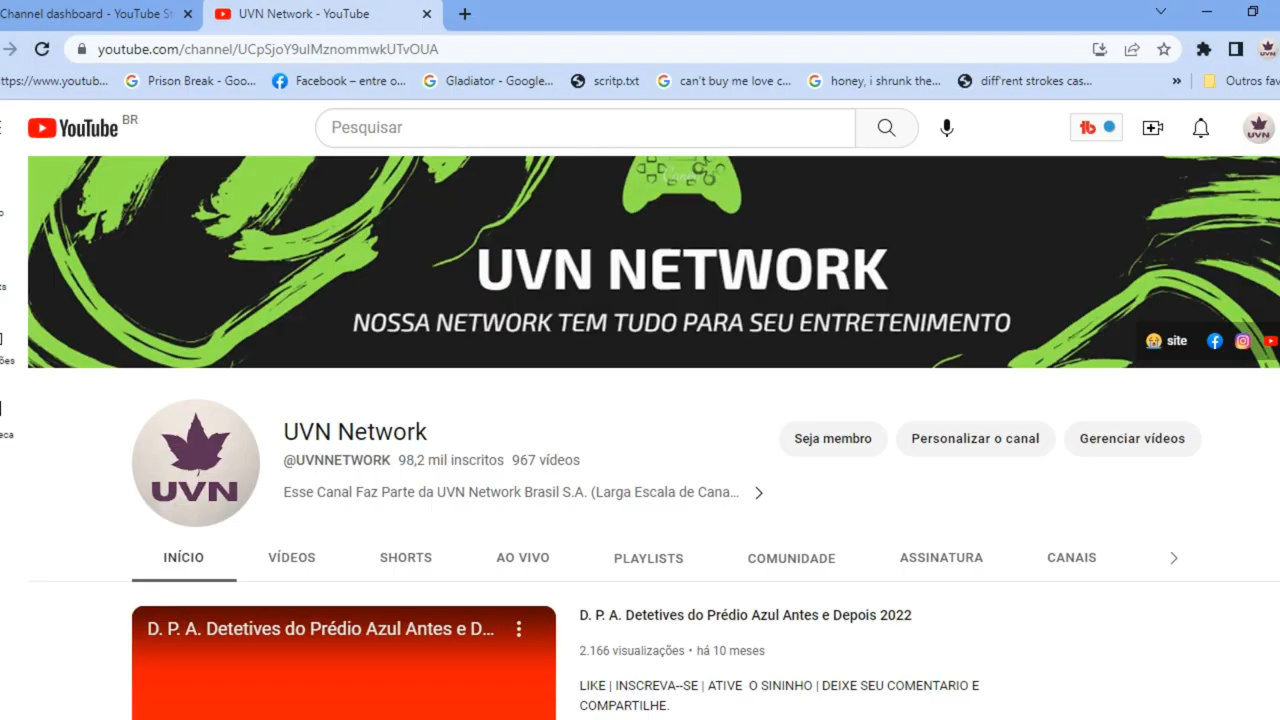 Channel dashboard - YouTube St
UVN Network - YouTube
youtube.com/channel/UCpSjoY9ulMznommwkUTvOUA
ttps://www.youtub...
Prison Break - Goo...
Facebook – entre o...
Gladiator - Google...
scritp.txt
can't buy me love c...
honey, i shrunk the...
diff'rent strokes cas...
»
Outros fav
YouTube BR
Pesquisar
UVN NETWORK
NOSSA NETWORK TEM TUDO PARA SEU ENTRETENIMENTO
site
UVN
UVN Network
@UVNNETWORK 98,2 mil inscritos 967 vídeos
Esse Canal Faz Parte da UVN Network Brasil S.A. (Larga Escala de Cana...
Seja membro
Personalizar o canal
Gerenciar vídeos
INÍCIO
VÍDEOS
SHORTS
AO VIVO
PLAYLISTS
COMUNIDADE
ASSINATURA
CANAIS
D. P. A. Detetives do Prédio Azul Antes e D...
D. P. A. Detetives do Prédio Azul Antes e Depois 2022
2.166 visualizações • há 10 meses
LIKE | INSCREVA--SE | ATIVE O SININHO | DEIXE SEU COMENTARIO E
COMPARTILHE.